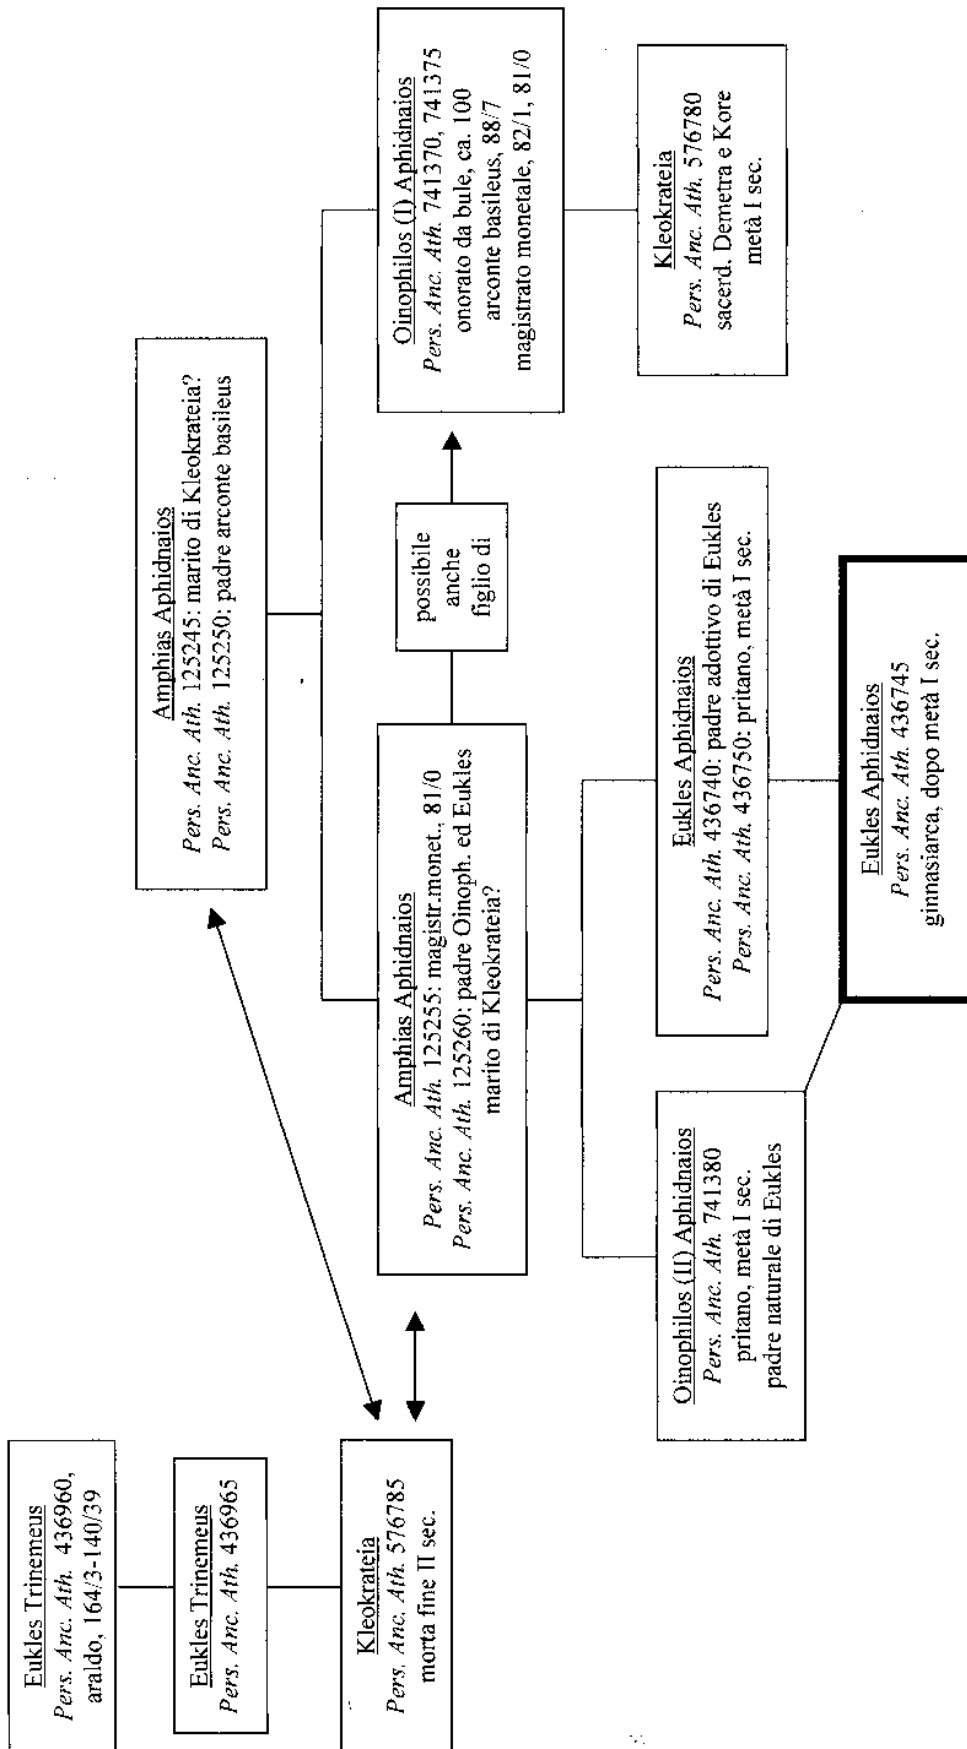 Eukles Trinemeus
Pers. Anc. Ath. 436960,
araldo, 164/3-140/39
Eukles Trinemeus
Pers. Anc. Ath. 436965
Kleokrateia
Pers. Anc. Ath. 576785
morta fine II sec.
Amphias Aphidnaios
Pers. Anc. Ath. 125245: marito di Kleokrateia?
Pers. Anc. Ath. 125250: padre arconte basileus
Amphias Aphidnaios
Pers. Anc. Ath. 125255: magistr.monet., 81/0
Pers. Anc. Ath. 125260: padre Oinoph. ed Eukles
marito di Kleokrateia?
possibile
anche
figlio di
Oinophilos (I) Aphidnaios
Pers. Anc. Ath. 741370, 741375
onorato da bule, ca. 100
arconte basileus, 88/7
magistrato monetale, 82/1, 81/0
Oinophilos (II) Aphidnaios
Pers. Anc. Ath. 741380
pritano, metà I sec.
padre naturale di Eukles
Eukles Aphidnaios
Pers. Anc. Ath. 436740: padre adottivo di Eukles
Pers. Anc. Ath. 436750: pritano, metà I sec.
Kleokrateia
Pers. Anc. Ath. 576780
sacerd. Demetra e Kore
metà I sec.
Eukles Aphidnaios
Pers. Anc. Ath. 436745
ginnasiarca, dopo metà I sec.